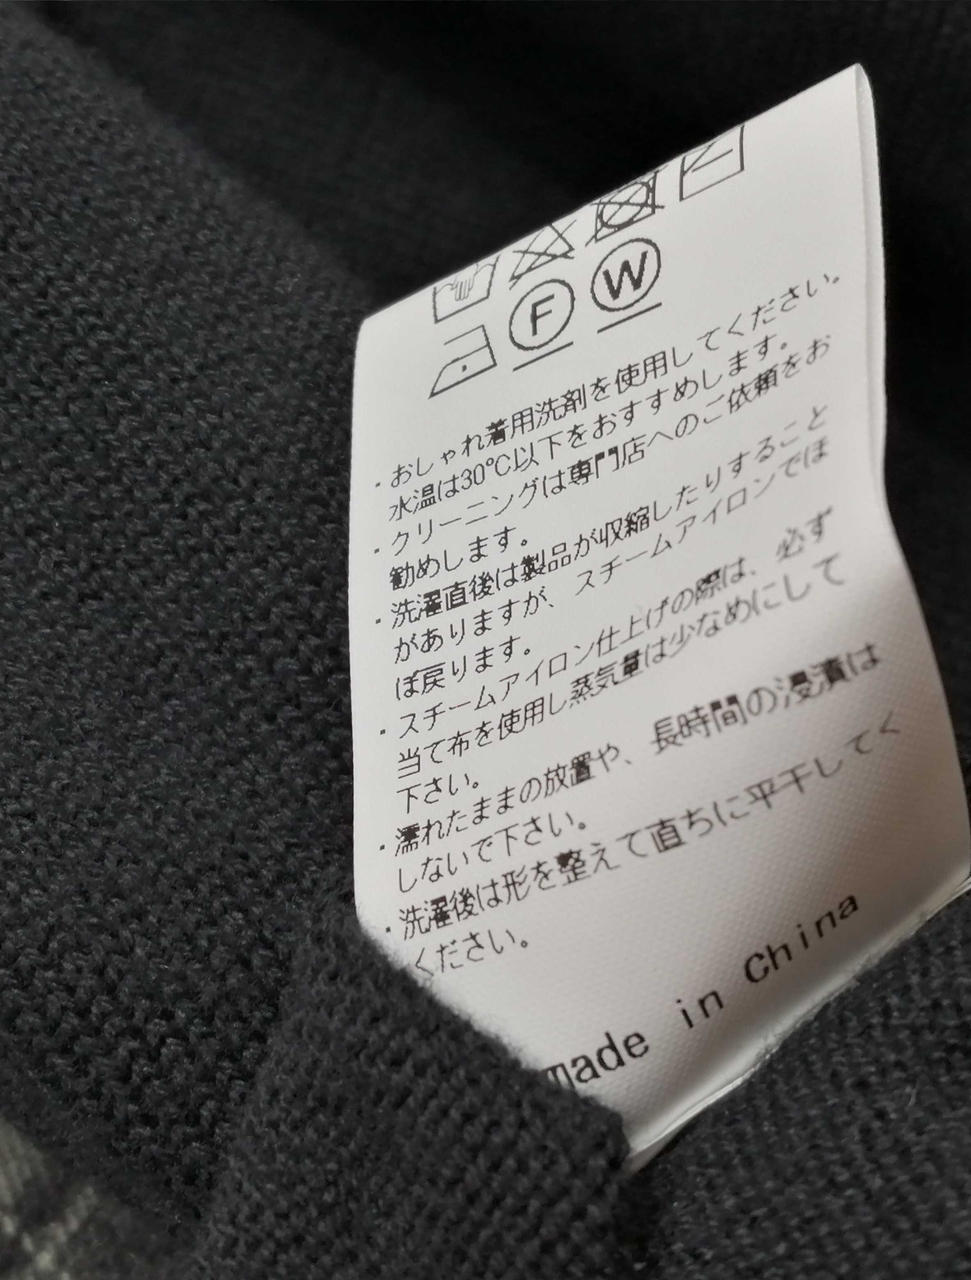 F W
・おしゃれ着用洗剤を使用してください。
水温は30℃以下をおすすめします。
・クリーニングは専門店へのご依頼をお
勧めします。
・洗濯直後は製品が収縮したりすること
がありますが、スチームアイロンでほ
ぼ戻ります。
・スチームアイロン仕上げの際は、必ず
当て布を使用し蒸気量は少なめにして
下さい。
・濡れたままの放置や、長時間の浸漬は
しないで下さい。
・洗濯後は形を整えて直ちに平干してく
ください。
made in China